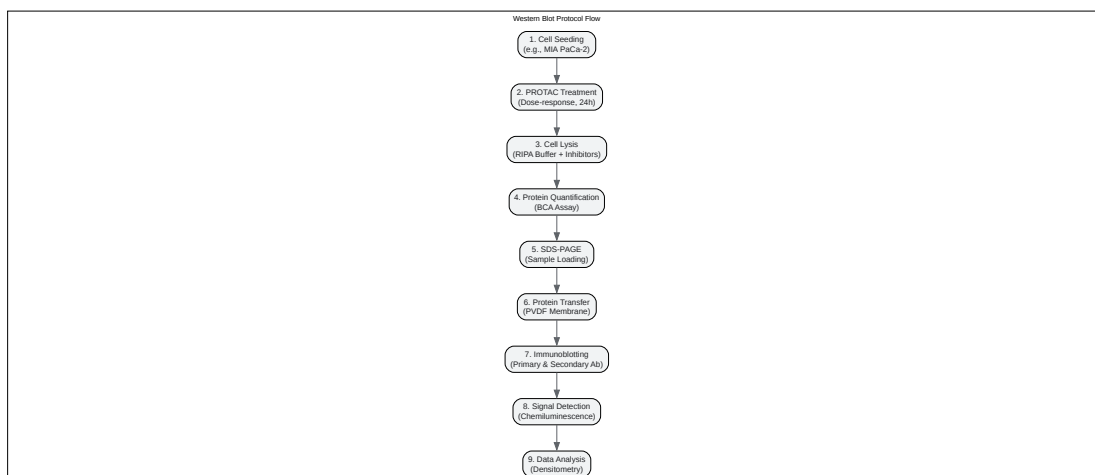 Western Blot Protocol Flow
1. Cell Seeding
(e.g., MIA PaCa-2)
2. PROTAC Treatment
(Dose-response, 24h)
3. Cell Lysis
(RIPA Buffer + Inhibitors)
4. Protein Quantification
(BCA Assay)
5. SDS-PAGE
(Sample Loading)
6. Protein Transfer
(PVDF Membrane)
7. Immunoblotting
(Primary & Secondary Ab)
8. Signal Detection
(Chemiluminescence)
9. Data Analysis
(Densitometry)